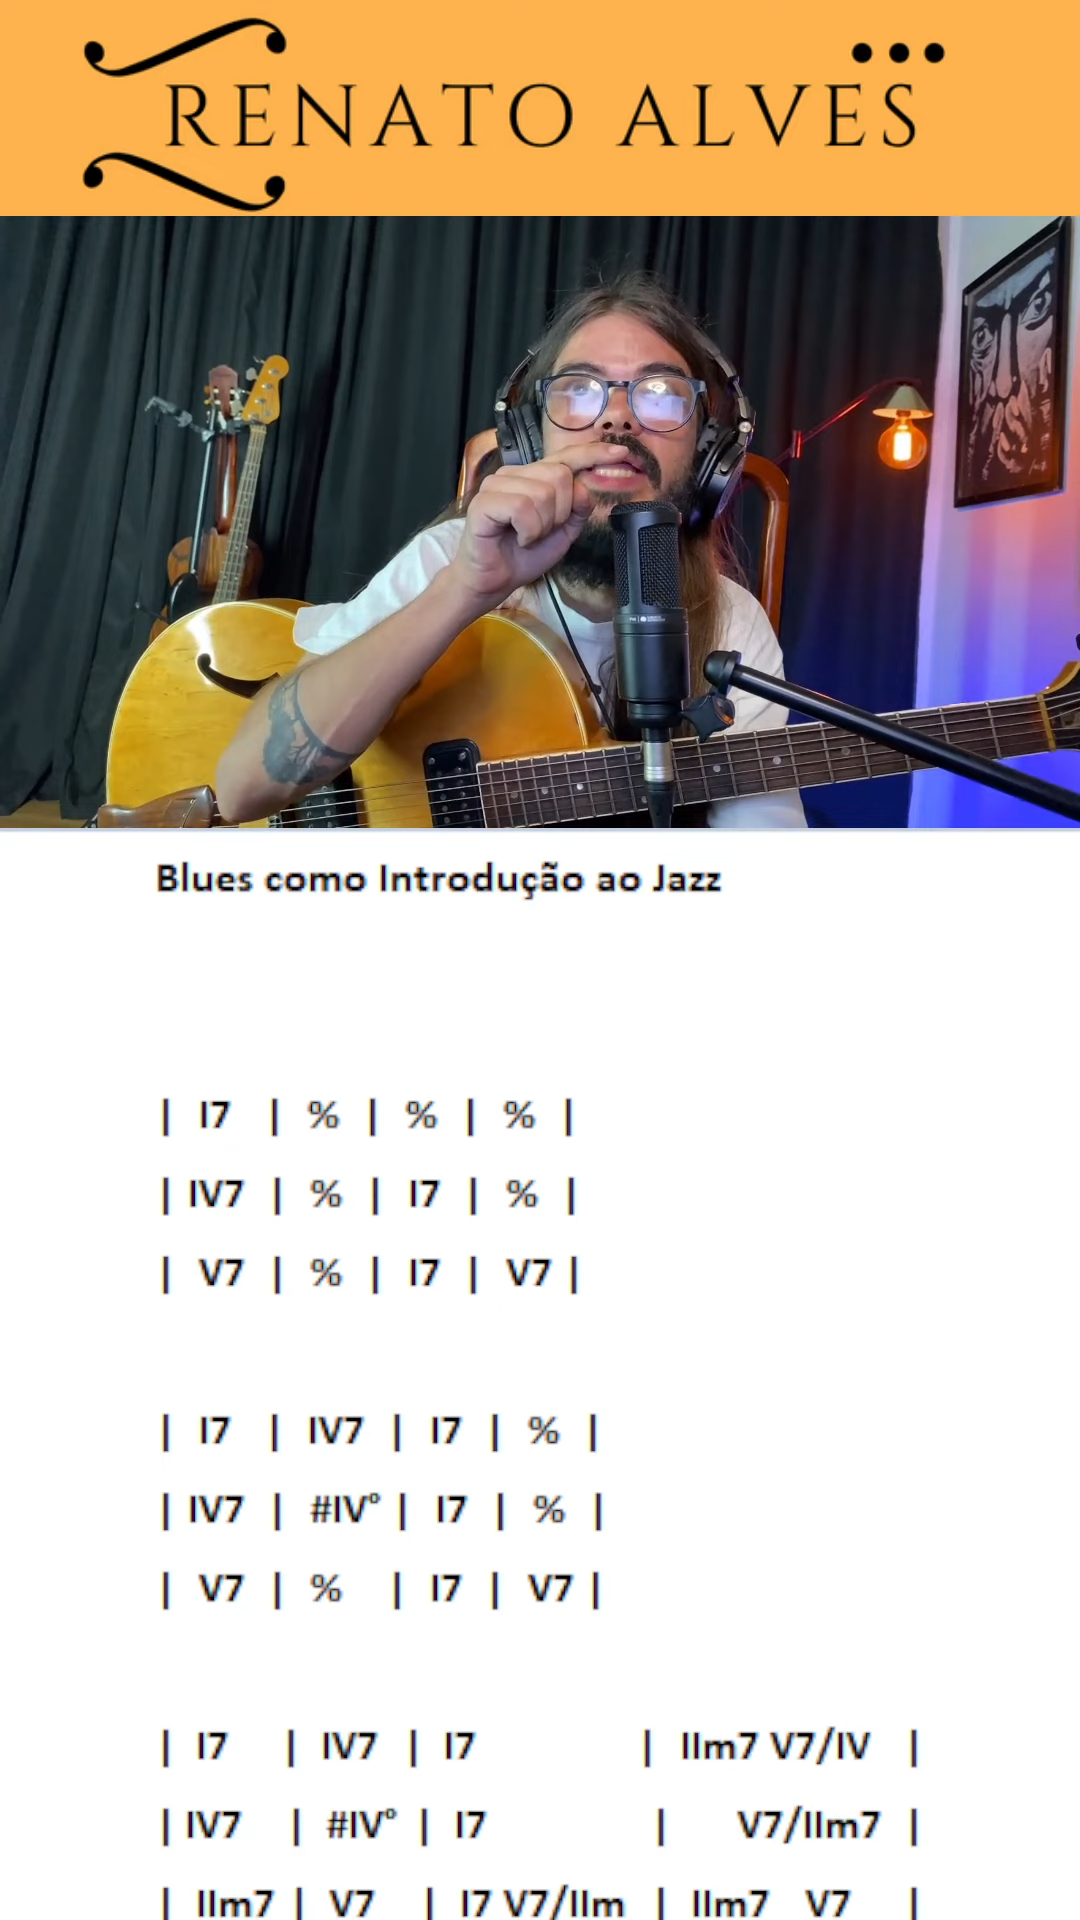 RENATO ALVES
Blues como Introdução ao Jazz
| I7 | % | % | % |
| IV7 | % | I7 | % |
| V7 | % | I7 | V7 |
| I7 | IV7 | I7 | % |
| IV7 | #IV° | I7 | % |
| V7 | % | I7 | V7 |
| I7 | IV7 | I7 | IIm7 V7/IV |
| IV7 | #IV° | I7 | V7/IIm7 |
| IIm7 | V7 | I7 V7/IIm | IIm7 V7 |